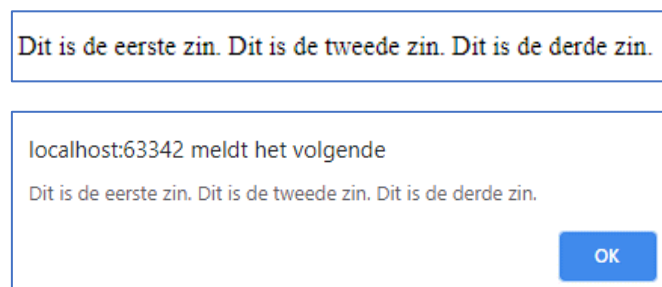 Dit is de eerste zin. Dit is de tweede zin. Dit is de derde zin.
localhost:63342 meldt het volgende
Dit is de eerste zin. Dit is de tweede zin. Dit is de derde zin.
OK